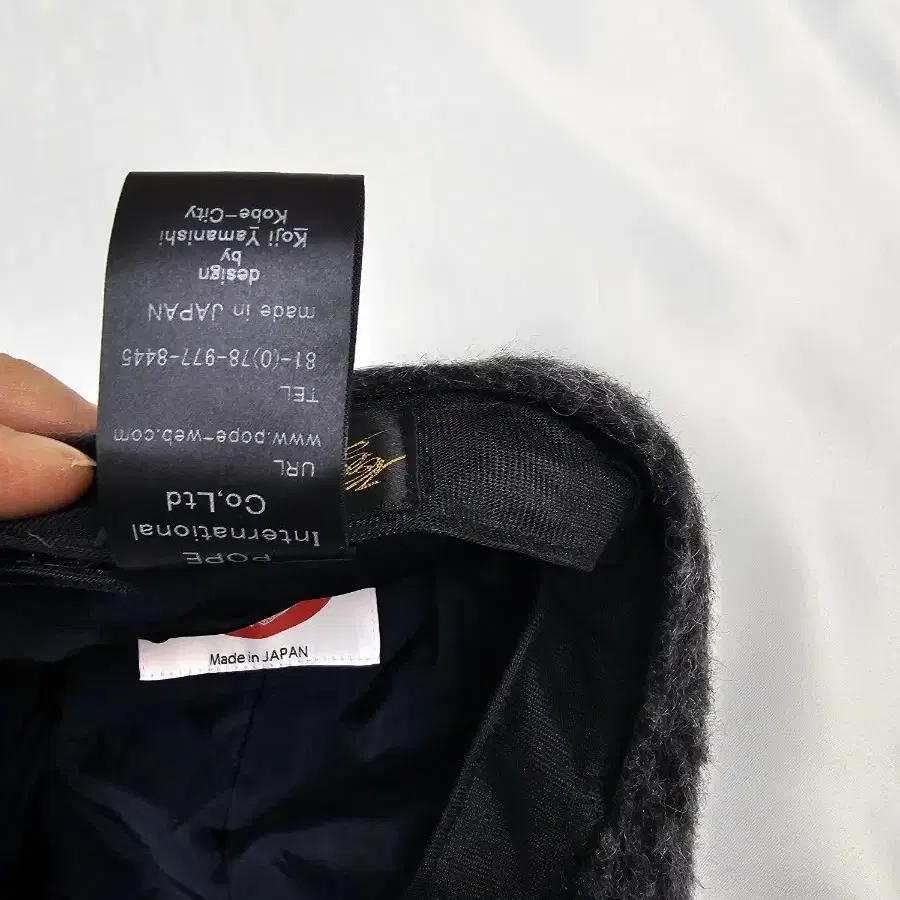 POPE
International
Co,Ltd
URL
www.pope-web.com
TEL
81-(0)78-977-8445
made in JAPAN
design
by
Koji Yamanishi
Kobe-City
Made in JAPAN